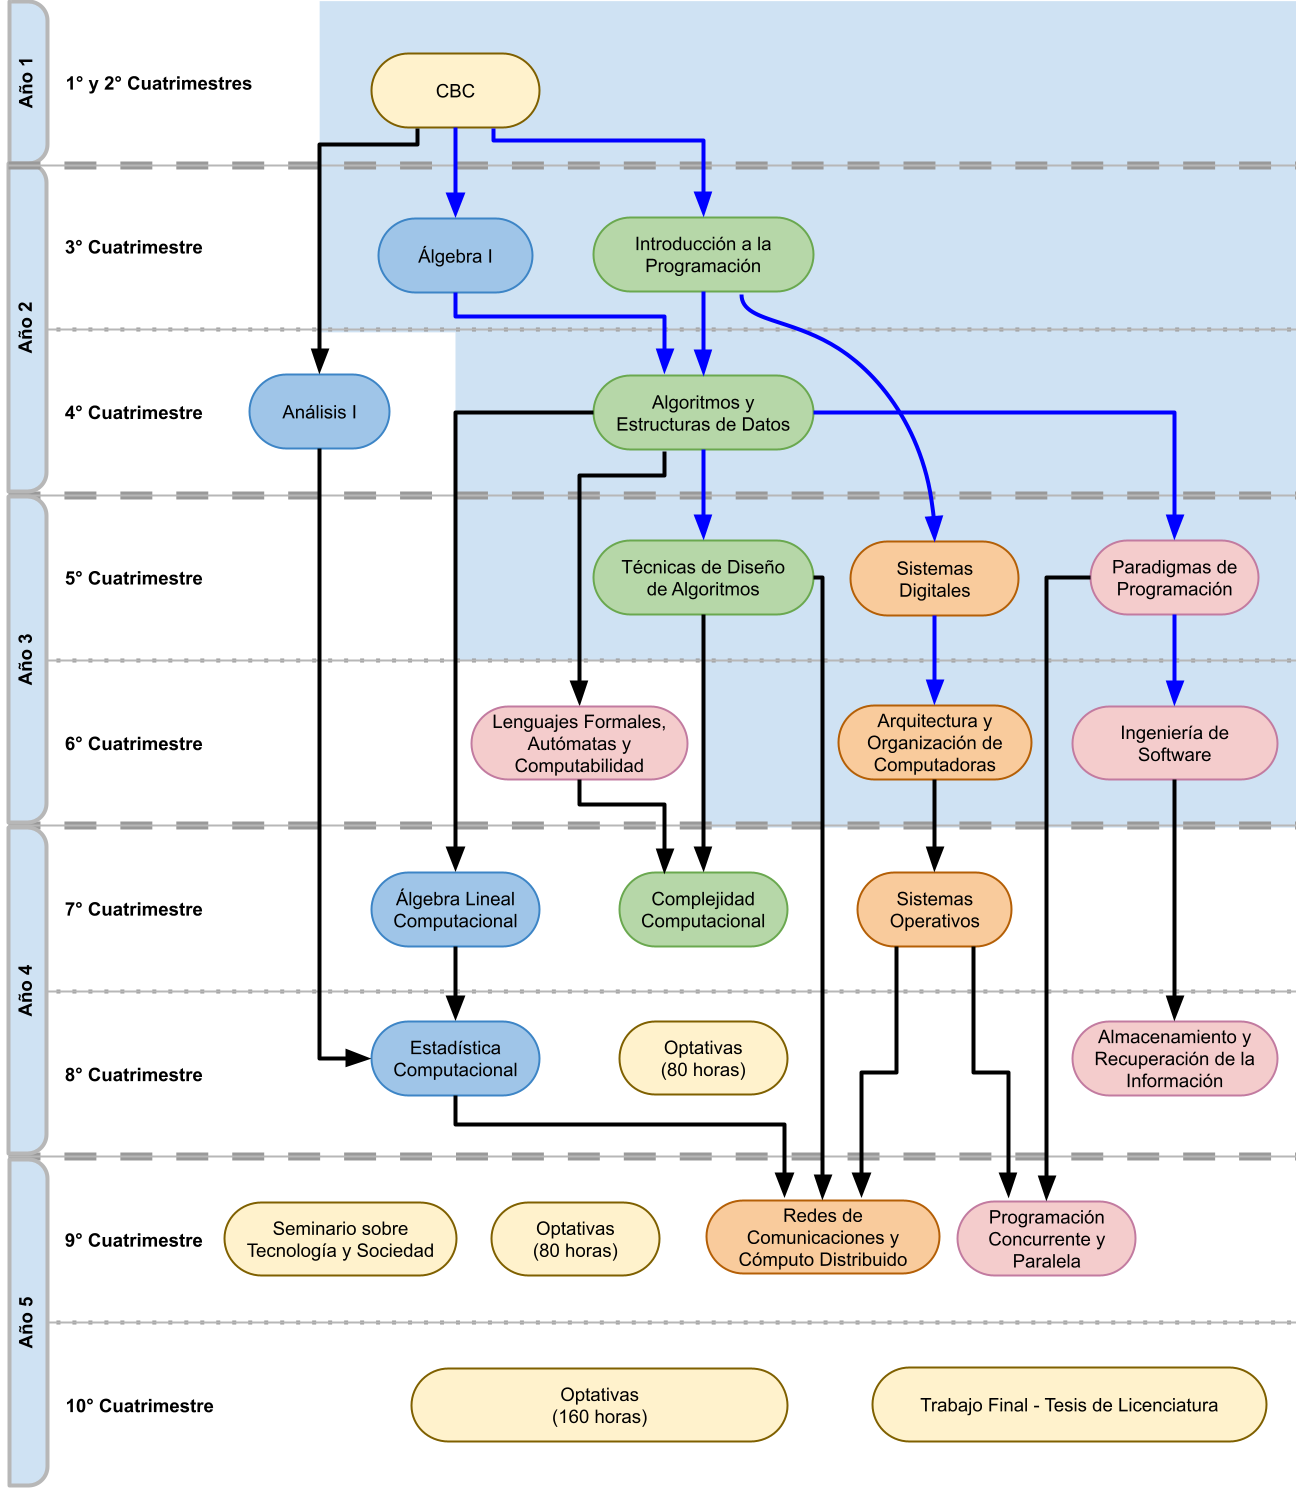 Año 1
1° y 2° Cuatrimestres
CBC
Año 2
3° Cuatrimestre
Álgebra I
Introducción a la
Programación
4° Cuatrimestre
Análisis I
Algoritmos y
Estructuras de Datos
Año 3
5° Cuatrimestre
Técnicas de Diseño
de Algoritmos
Sistemas
Digitales
Paradigmas de
Programación
6° Cuatrimestre
Lenguajes Formales,
Autómatas y
Computabilidad
Arquitectura y
Organización de
Computadoras
Ingeniería de
Software
Año 4
7° Cuatrimestre
Álgebra Lineal
Computacional
Complejidad
Computacional
Sistemas
Operativos
8° Cuatrimestre
Estadística
Computacional
Optativas
(80 horas)
Almacenamiento y
Recuperación de la
Información
Año 5
9° Cuatrimestre
Seminario sobre
Tecnología y Sociedad
Optativas
(80 horas)
Redes de
Comunicaciones y
Cómputo Distribuido
Programación
Concurrente y
Paralela
10° Cuatrimestre
Optativas
(160 horas)
Trabajo Final - Tesis de Licenciatura